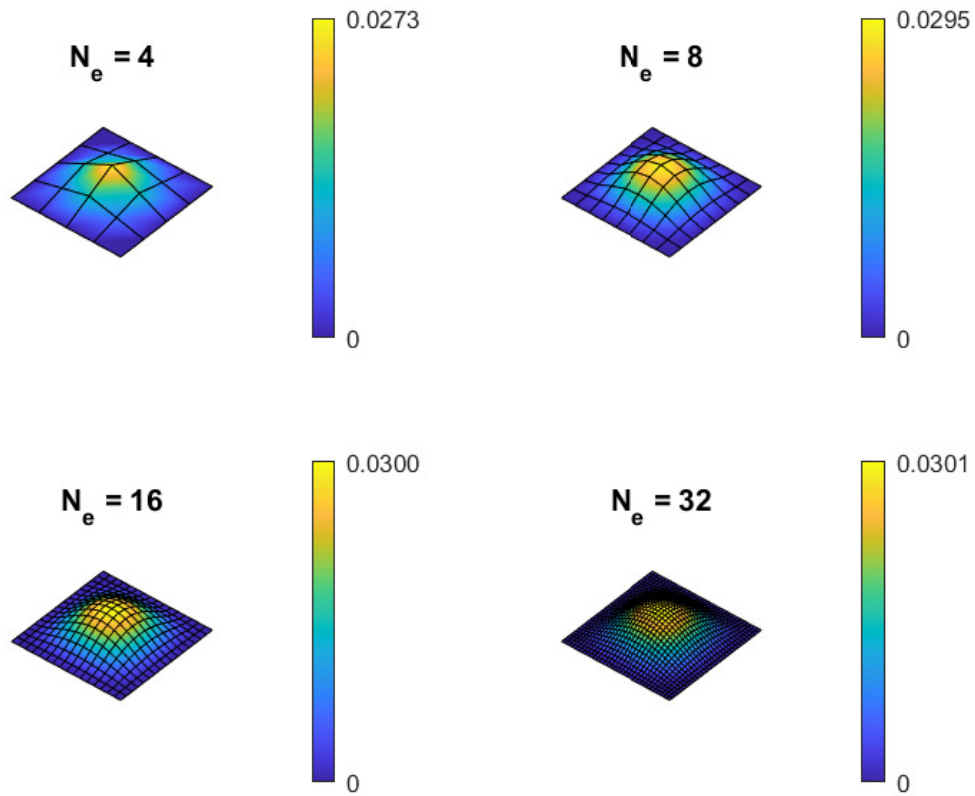 0.0273
N_e = 4
0
0.0295
N_e = 8
0
0.0300
N_e = 16
0
0.0301
N_e = 32
0